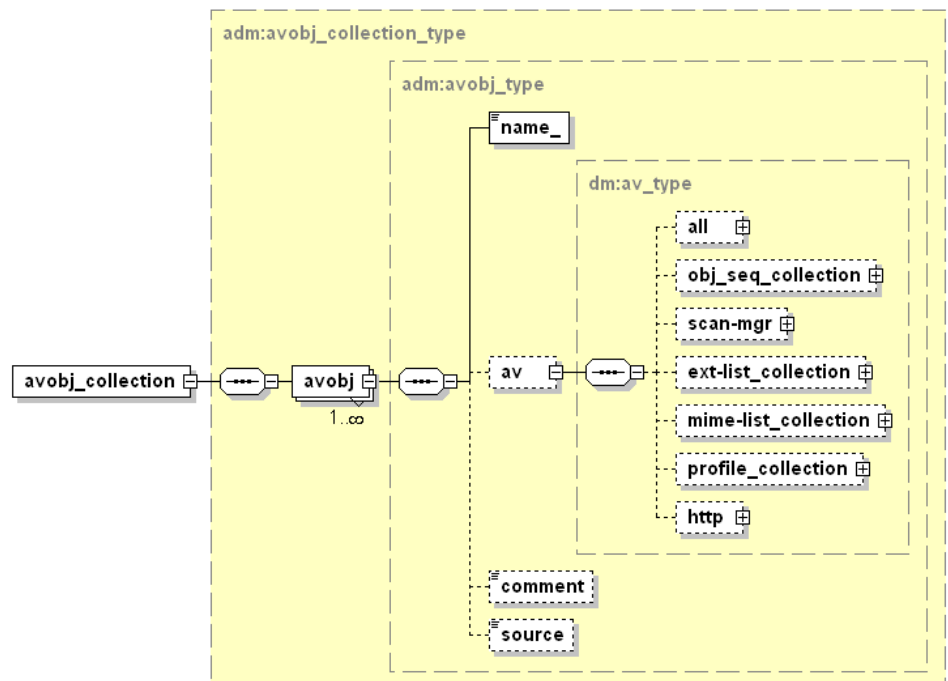 adm:avobj_collection_type
adm:avobj_type
name_
dm:av_type
all
obj_seq_collection
scan-mgr
avobj_collection
avobj
1..∞
av
ext-list_collection
mime-list_collection
profile_collection
http
comment
source